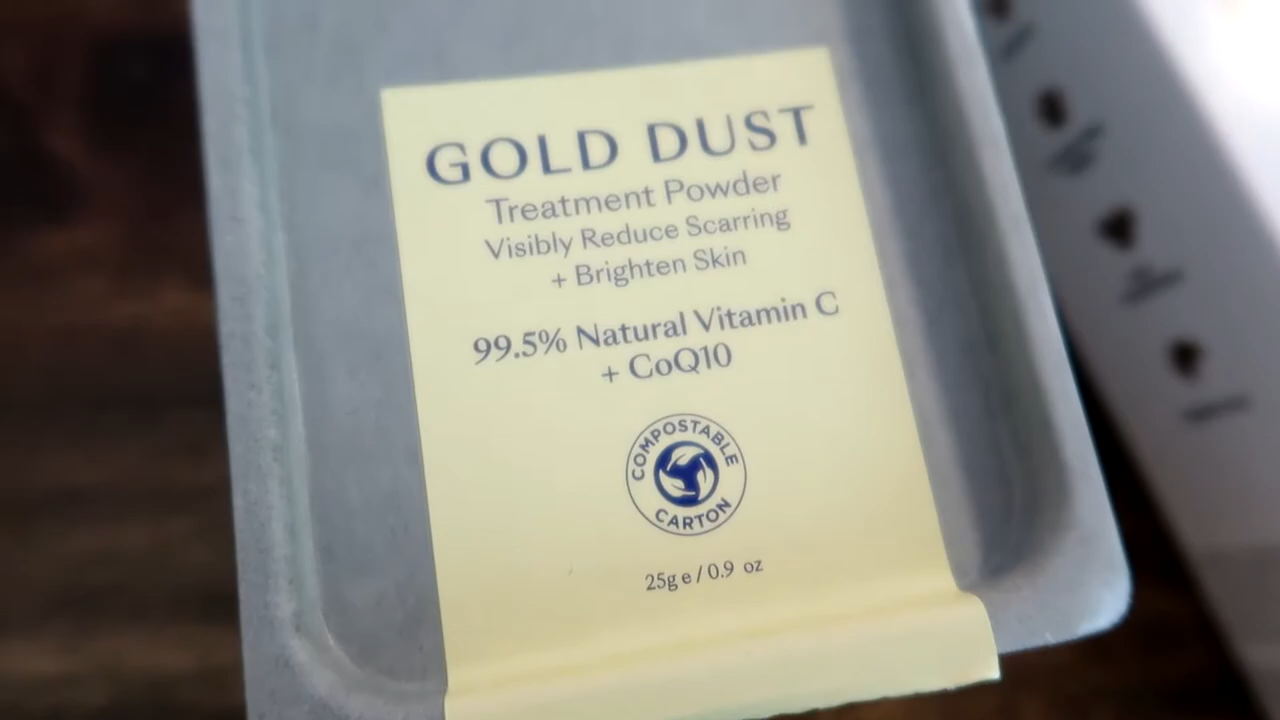 GOLD DUST
Treatment Powder
Visibly Reduce Scarring
+ Brighten Skin
99.5% Natural Vitamin C
+ CoQ10
COMPOSTABLE
CARTON
25g e / 0.9 oz